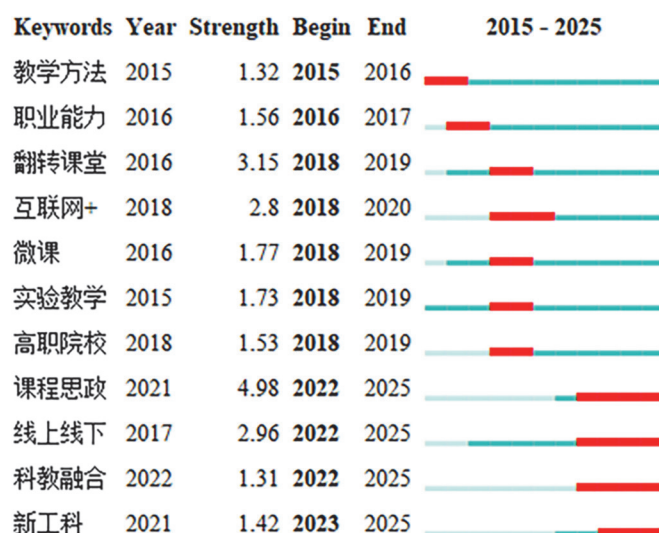 Keywords Year Strength Begin End 2015 - 2025
教学方法 2015 1.32 2015 2016
职业能力 2016 1.56 2016 2017
翻转课堂 2016 3.15 2018 2019
互联网+ 2018 2.8 2018 2020
微课 2016 1.77 2018 2019
实验教学 2015 1.73 2018 2019
高职院校 2018 1.53 2018 2019
课程思政 2021 4.98 2022 2025
线上线下 2017 2.96 2022 2025
科教融合 2022 1.31 2022 2025
新工科 2021 1.42 2023 2025